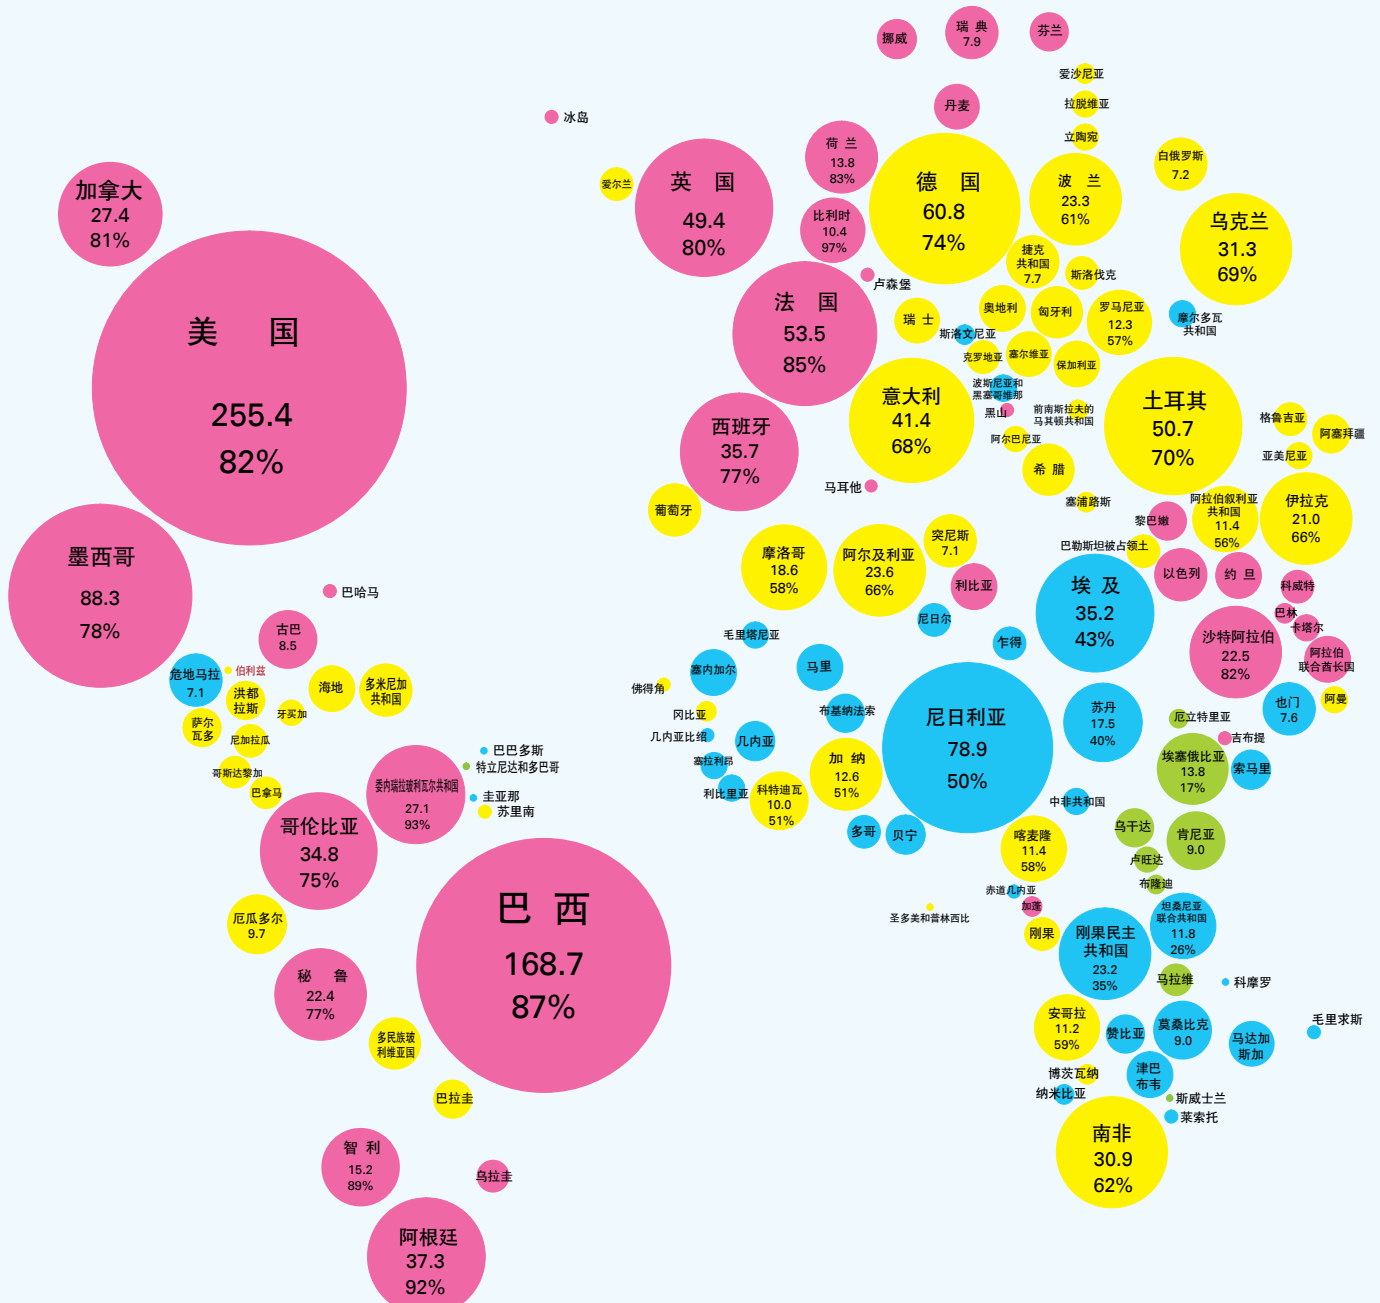 挪威
瑞 典
7.9
芬兰
爱沙尼亚
拉脱维亚
立陶宛
丹麦
冰岛
荷 兰
13.8
83%
白俄罗斯
7.2
爱尔兰
英 国
49.4
80%
德 国
60.8
74%
波 兰
23.3
61%
加拿大
27.4
81%
比利时
10.4
97%
乌克兰
31.3
69%
捷克
共和国
7.7
斯洛伐克
卢森堡
美 国
255.4
82%
法 国
53.5
85%
瑞 士
奥地利
匈牙利
罗马尼亚
12.3
57%
摩尔多瓦
共和国
斯洛文尼亚
克罗地亚
塞尔维亚
保加利亚
波斯尼亚和
黑塞哥维那
黑山
前南斯拉夫的
马其顿共和国
意大利
41.4
68%
土耳其
50.7
70%
格鲁吉亚
阿塞拜疆
亚美尼亚
西班牙
35.7
77%
阿尔巴尼亚
希 腊
马耳他
葡萄牙
塞浦路斯
阿拉伯叙利亚
共和国
11.4
56%
伊拉克
21.0
66%
黎巴嫩
巴勒斯坦被占领土
墨西哥
88.3
78%
摩洛哥
18.6
58%
阿尔及利亚
23.6
66%
突尼斯
7.1
利比亚
埃 及
35.2
43%
以色列
约 旦
科威特
巴林
卡塔尔
巴哈马
古巴
8.5
尼日尔
毛里塔尼亚
乍得
沙特阿拉伯
22.5
82%
阿拉伯
联合酋长国
危地马拉
7.1
伯利兹
洪都
拉斯
海地
多米尼加
共和国
牙买加
塞内加尔
马里
佛得角
也门
7.6
阿曼
萨尔
瓦多
尼加拉瓜
冈比亚
布基纳法索
尼日利亚
78.9
50%
苏丹
17.5
40%
厄立特里亚
几内亚比绍
几内亚
吉布提
哥斯达黎加
巴拿马
巴巴多斯
特立尼达和多巴哥
委内瑞拉玻利瓦尔共和国
27.1
93%
圭亚那
苏里南
塞拉利昂
利比里亚
科特迪瓦
10.0
51%
加 纳
12.6
51%
埃塞俄比亚
13.8
17%
索马里
中非共和国
哥伦比亚
34.8
75%
多哥
贝宁
喀麦隆
11.4
58%
乌干达
肯尼亚
9.0
卢旺达
布隆迪
巴 西
168.7
87%
赤道几内亚
加蓬
圣多美和普林西比
厄瓜多尔
9.7
刚果
刚果民主
共和国
23.2
35%
坦桑尼亚
联合共和国
11.8
26%
秘 鲁
22.4
77%
马拉维
科摩罗
多民族玻
利维亚国
安哥拉
11.2
59%
赞比亚
莫桑比克
9.0
马达加
斯加
毛里求斯
巴拉圭
博茨瓦纳
纳米比亚
津巴
布韦
斯威士兰
莱索托
智 利
15.2
89%
乌拉圭
南非
30.9
62%
阿根廷
37.3
92%